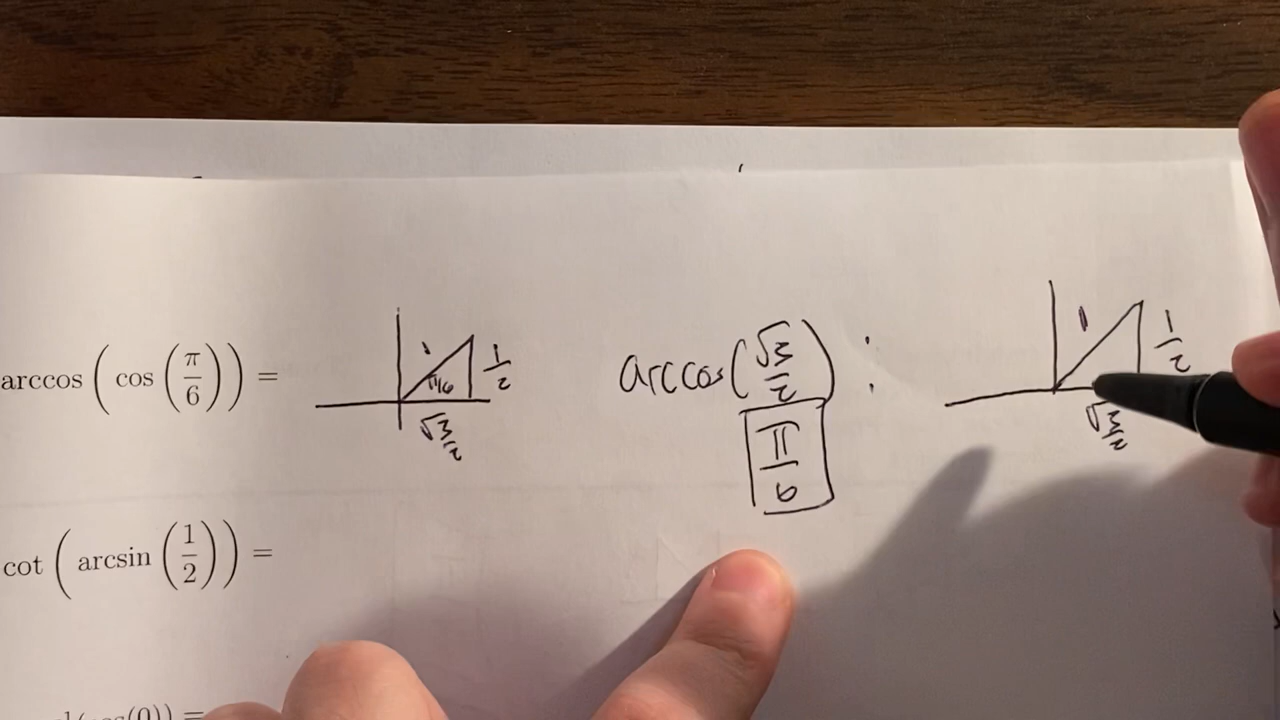 arccos ( cos ( π/6 ) ) =
1
π/6
1/2
√3/2
arccos(√3/2) :
π/6
1
1/2
√3/2
cot ( arcsin ( 1/2 ) ) =
(0)) =